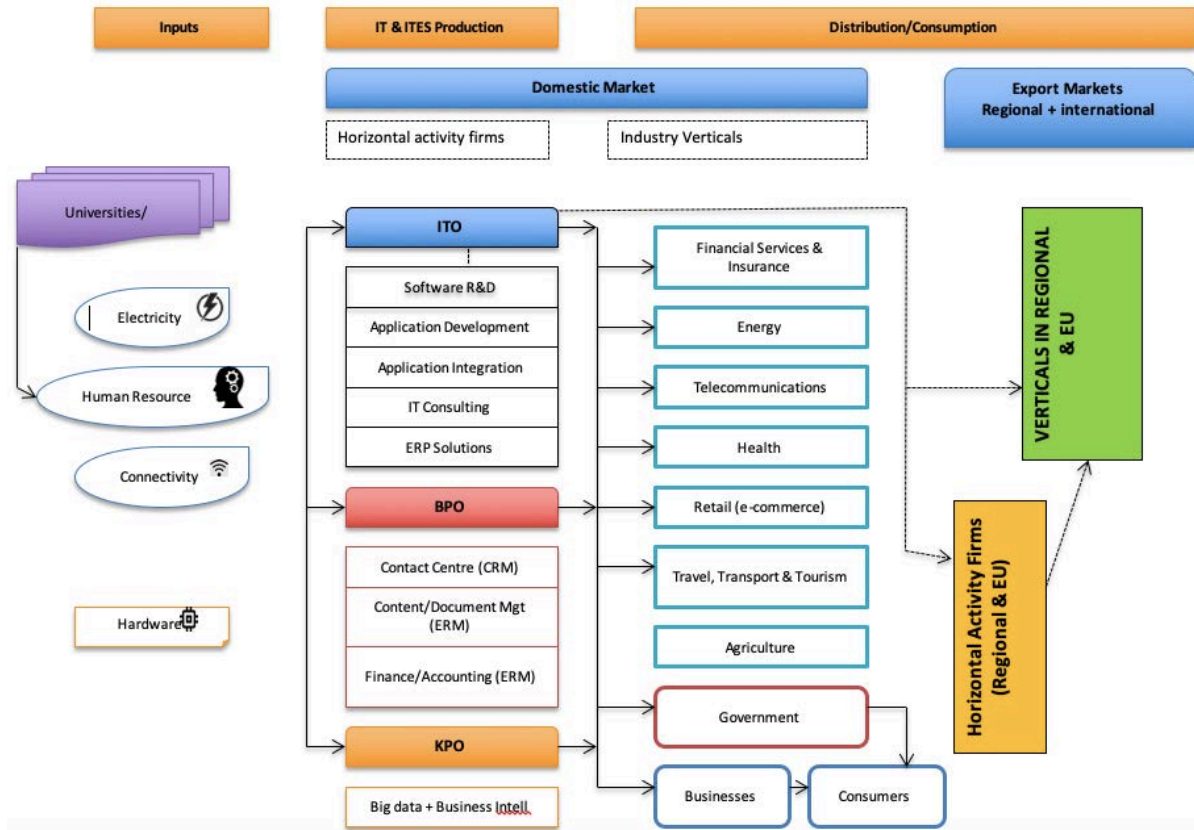 Inputs
IT & ITES Production
Distribution/Consumption
Domestic Market
Export Markets
Regional + international
Horizontal activity firms
Industry Verticals
Universities/
Electricity
Human Resource
Connectivity
Hardware
ITO
Software R&D
Application Development
Application Integration
IT Consulting
ERP Solutions
BPO
Contact Centre (CRM)
Content/Document Mgt
(ERM)
Finance/Accounting (ERM)
KPO
Big data + Business Intell
Financial Services &
Insurance
Energy
Telecommunications
Health
Retail (e-commerce)
Travel, Transport & Tourism
Agriculture
Government
Businesses
Consumers
VERTICALS IN REGIONAL
& EU
Horizontal Activity Firms
(Regional & EU)